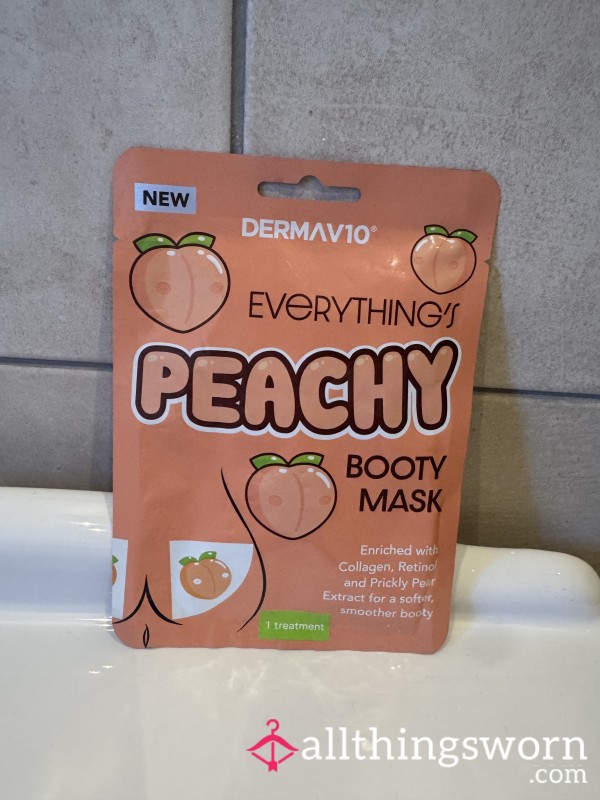 NEW
DERMAV10®
EVERYTHING'S
PEACHY
BOOTY
MASK
Enriched with
Collagen, Retinol
and Prickly Pear
Extract for a softer,
smoother booty
1 treatment
allthingsworn
.com